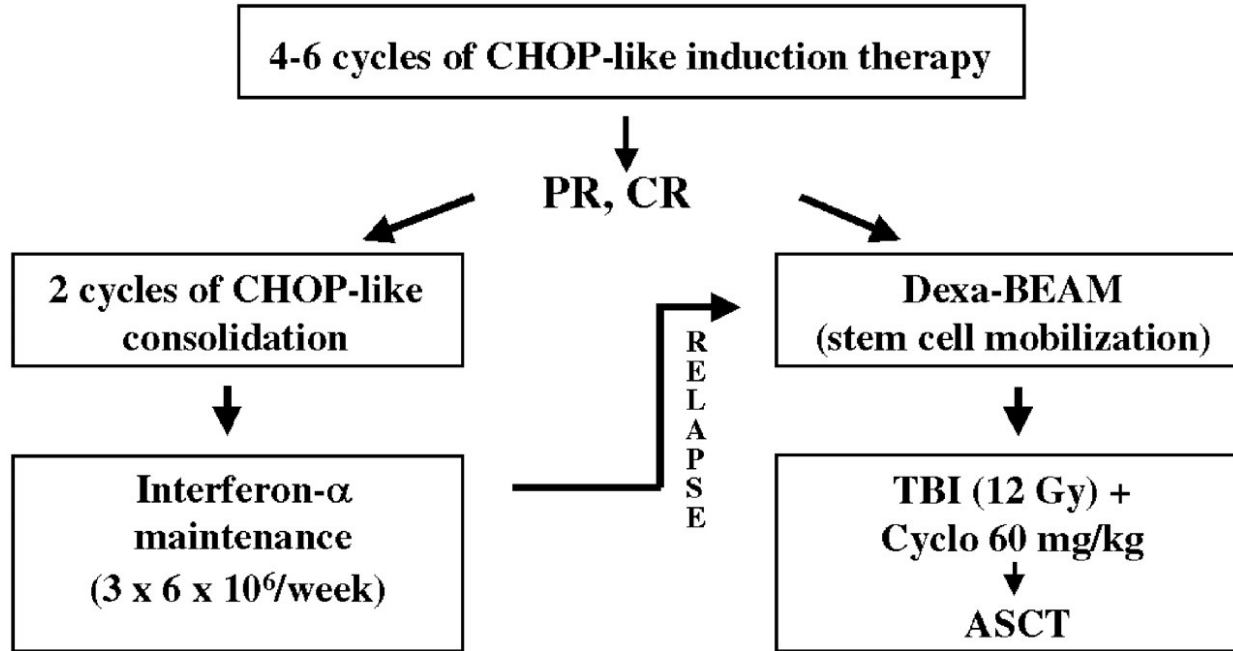 4-6 cycles of CHOP-like induction therapy
PR, CR
2 cycles of CHOP-like
consolidation
Dexa-BEAM
(stem cell mobilization)
RELAPSE
Interferon-α
maintenance
(3 x 6 x 10⁶/week)
TBI (12 Gy) +
Cyclo 60 mg/kg
ASCT